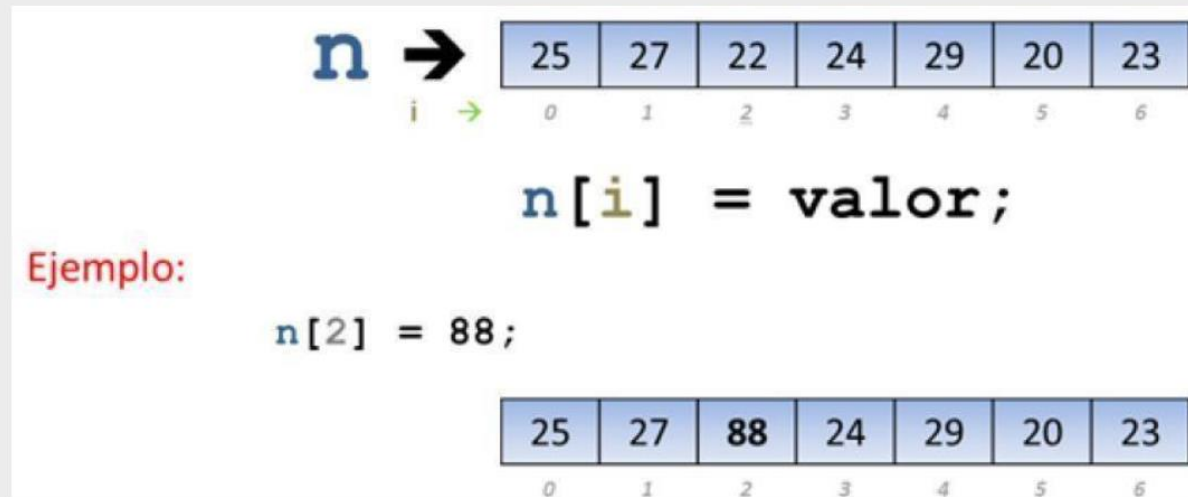 n → 25 27 22 24 29 20 23
i → 0 1 2 3 4 5 6
n[i] = valor;
Ejemplo:
n[2] = 88;
25 27 88 24 29 20 23
0 1 2 3 4 5 6